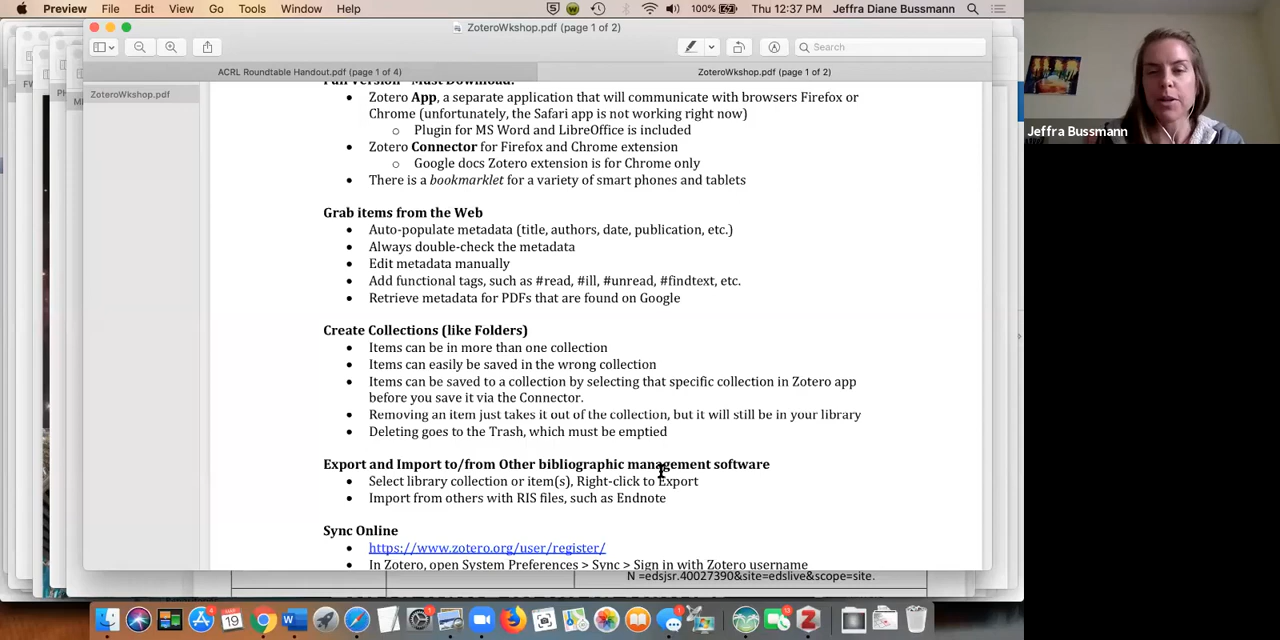 Preview File Edit View Go Tools Window Help
100% Thu 12:37 PM Jeffra Diane Bussmann
ZoteroWkshop.pdf (page 1 of 2)
Search
ACRL Roundtable Handout.pdf (page 1 of 4)
ZoteroWkshop.pdf (page 1 of 2)
ZoteroWkshop.pdf
Full Version - Must Download!
• Zotero App, a separate application that will communicate with browsers Firefox or
Chrome (unfortunately, the Safari app is not working right now)
o Plugin for MS Word and LibreOffice is included
• Zotero Connector for Firefox and Chrome extension
o Google docs Zotero extension is for Chrome only
• There is a bookmarklet for a variety of smart phones and tablets
Grab items from the Web
• Auto-populate metadata (title, authors, date, publication, etc.)
• Always double-check the metadata
• Edit metadata manually
• Add functional tags, such as #read, #ill, #unread, #findtext, etc.
• Retrieve metadata for PDFs that are found on Google
Create Collections (like Folders)
• Items can be in more than one collection
• Items can easily be saved in the wrong collection
• Items can be saved to a collection by selecting that specific collection in Zotero app
before you save it via the Connector.
• Removing an item just takes it out of the collection, but it will still be in your library
• Deleting goes to the Trash, which must be emptied
Export and Import to/from Other bibliographic management software
• Select library collection or item(s), Right-click to Export
• Import from others with RIS files, such as Endnote
Sync Online
• https://www.zotero.org/user/register/
• In Zotero, open System Preferences > Sync > Sign in with Zotero username
N =edsjsr.40027390&site=edslive&scope=site.
Jeffra Bussmann